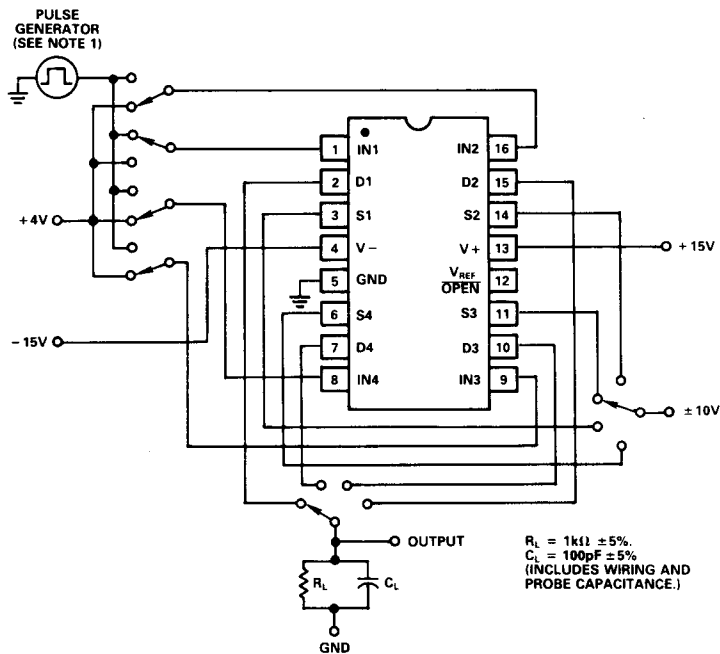 PULSE
GENERATOR
(SEE NOTE 1)
+4V
-15V
1 IN1
2 D1
3 S1
4 V-
5 GND
6 S4
7 D4
8 IN4
IN2 16
D2 15
S2 14
V+ 13
VREF
OPEN 12
S3 11
D3 10
IN3 9
+15V
±10V
OUTPUT
RL
CL
GND
RL = 1kΩ ±5%.
CL = 100pF ±5%
(INCLUDES WIRING AND
PROBE CAPACITANCE.)